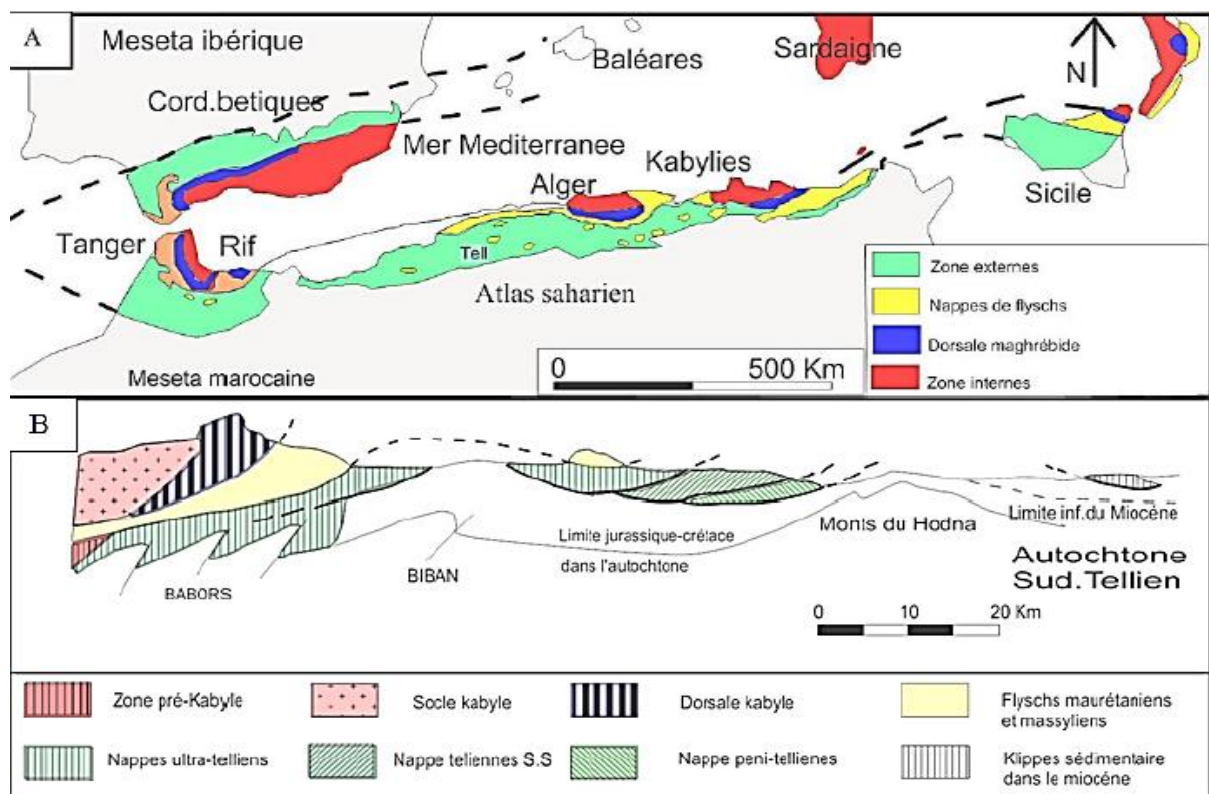 A
Meseta ibérique
Baléares
Sardaigne
N
Cord.betiques
Mer Mediterranee
Kabylies
Alger
Sicile
Tanger
Rif
Tell
Atlas saharien
Meseta marocaine
0 500 Km
Zone externes
Nappes de flyschs
Dorsale maghrébide
Zone internes
B
BABORS
BIBAN
Limite jurassique-crétace
dans l'autochtone
Monts du Hodna
Limite inf.du Miocène
Autochtone
Sud.Tellien
0 10 20 Km
Zone pré-Kabyle
Socle kabyle
Dorsale kabyle
Flyschs maurétaniens
et massyliens
Nappes ultra-telliens
Nappe teliennes S.S
Nappe peni-tellienes
Klippes sédimentaire
dans le miocéne